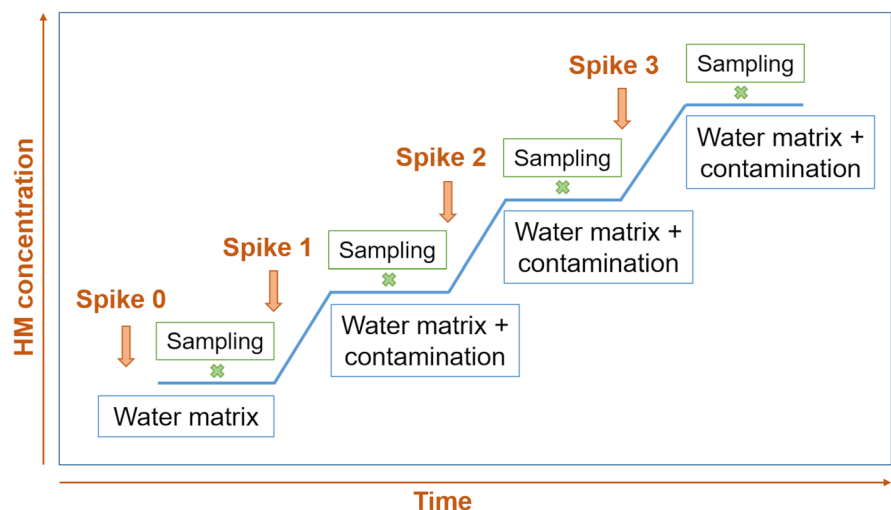 HM concentration
Spike 0
Sampling
Water matrix
Spike 1
Sampling
Water matrix +
contamination
Spike 2
Sampling
Water matrix +
contamination
Spike 3
Sampling
Water matrix +
contamination
Time